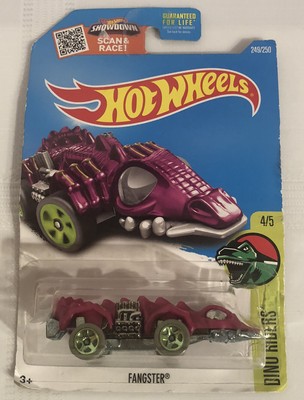 SHOWDOWN
SCAN &
RACE!
GUARANTEED
FOR LIFE
249/250
HOT WHEELS
4/5
DINO RIDERS
3+
FANGSTER®